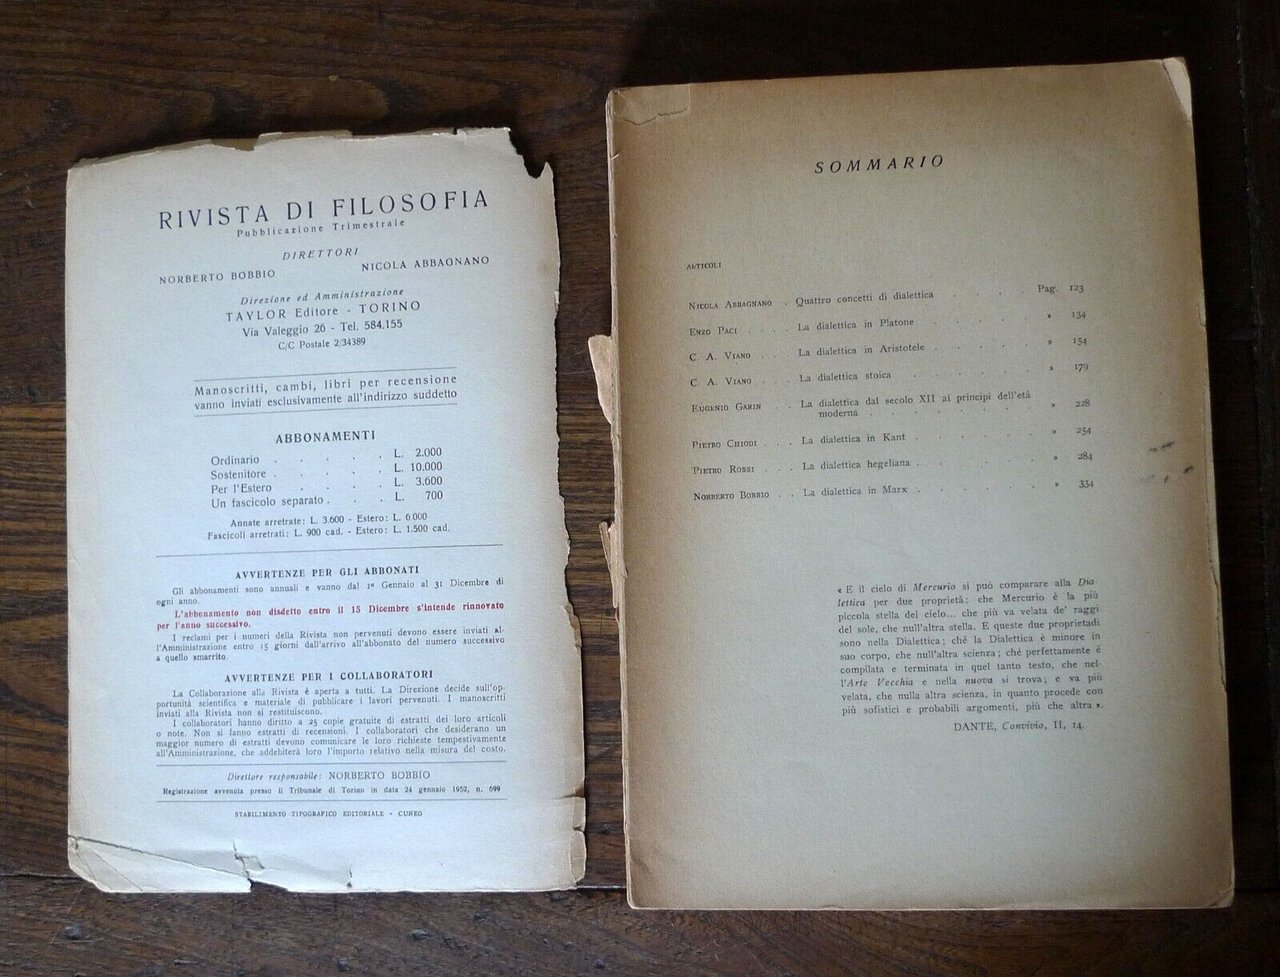 RIVISTA DI FILOSOFIA
Pubblicazione Trimestrale
DIRETTORI
NORBERTO BOBBIO NICOLA ABBAGNANO
Direzione ed Amministrazione
TAYLOR Editore - TORINO
Via Valeggio 26 - Tel. 584.155
C/C Postale 2/34389
Manoscritti, cambi, libri per recensione
vanno inviati esclusivamente all'indirizzo suddetto
ABBONAMENTI
Ordinario . . . . . L. 2.000
Sostenitore . . . . . L. 10.000
Per l'Estero . . . . . L. 3.600
Un fascicolo separato . . . L. 700
Annate arretrate: L. 3.600 - Estero: L. 6 000
Fascicoli arretrati: L. 900 cad. - Estero: L. 1.500 cad.
AVVERTENZE PER GLI ABBONATI
Gli abbonamenti sono annuali e vanno dal 1º Gennaio al 31 Dicembre di
ogni anno.
L'abbonamento non disdetto entro il 15 Dicembre s'intende rinnovato
per l'anno successivo.
I reclami per i numeri della Rivista non pervenuti devono essere inviati al-
l'Amministrazione entro 15 giorni dall'arrivo all'abbonato del numero successivo
a quello smarrito.
AVVERTENZE PER I COLLABORATORI
La Collaborazione alla Rivista è aperta a tutti. La Direzione decide sull'op-
portunità scientifica e materiale di pubblicare i lavori pervenuti. I manoscritti
inviati alla Rivista non si restituiscono.
I collaboratori hanno diritto a 25 copie gratuite di estratti dei loro articoli
o note. Non si fanno estratti di recensioni. I collaboratori che desiderano un
maggior numero di estratti devono comunicare le loro richieste tempestivamente
all'Amministrazione, che addebiterà loro l'importo relativo nella misura del costo.
Direttore responsabile: NORBERTO BOBBIO
Registrazione avvenuta presso il Tribunale di Torino in data 24 gennaio 1952, n. 699
STABILIMENTO TIPOGRAFICO EDITORIALE - CUNEO
SOMMARIO
ARTICOLI
NICOLA ABBAGNANO . Quattro concetti di dialettica . . . . Pag. 123
ENZO PACI . . . . La dialettica in Platone . . . . . » 134
C. A. VIANO . . . La dialettica in Aristotele . . . . . » 154
C. A. VIANO . . . La dialettica stoica . . . . . . » 179
EUGENIO GARIN . . La dialettica dal secolo XII ai principi dell'età
moderna . . . . . . . . » 228
PIETRO CHIODI . . . La dialettica in Kant . . . . . . » 254
PIETRO ROSSI . . . La dialettica hegeliana . . . . . . » 284
NORBERTO BOBBIO . . La dialettica in Marx . . . . . . » 334
« E il cielo di Mercurio si può comparare alla Dia-
lettica per due proprietà: che Mercurio è la più
piccola stella del cielo... che più va velata de' raggi
del sole, che null'altra stella. E queste due proprietadi
sono nella Dialettica; ché la Dialettica è minore in
suo corpo, che null'altra scienza; ché perfettamente è
compilata e terminata in quel tanto testo, che nel-
l'Arte Vecchia e nella nuova si trova; e va più
velata, che nulla altra scienza, in quanto procede con
più sofistici e probabili argomenti, più che altra ».
DANTE, Convivio, II, 14.